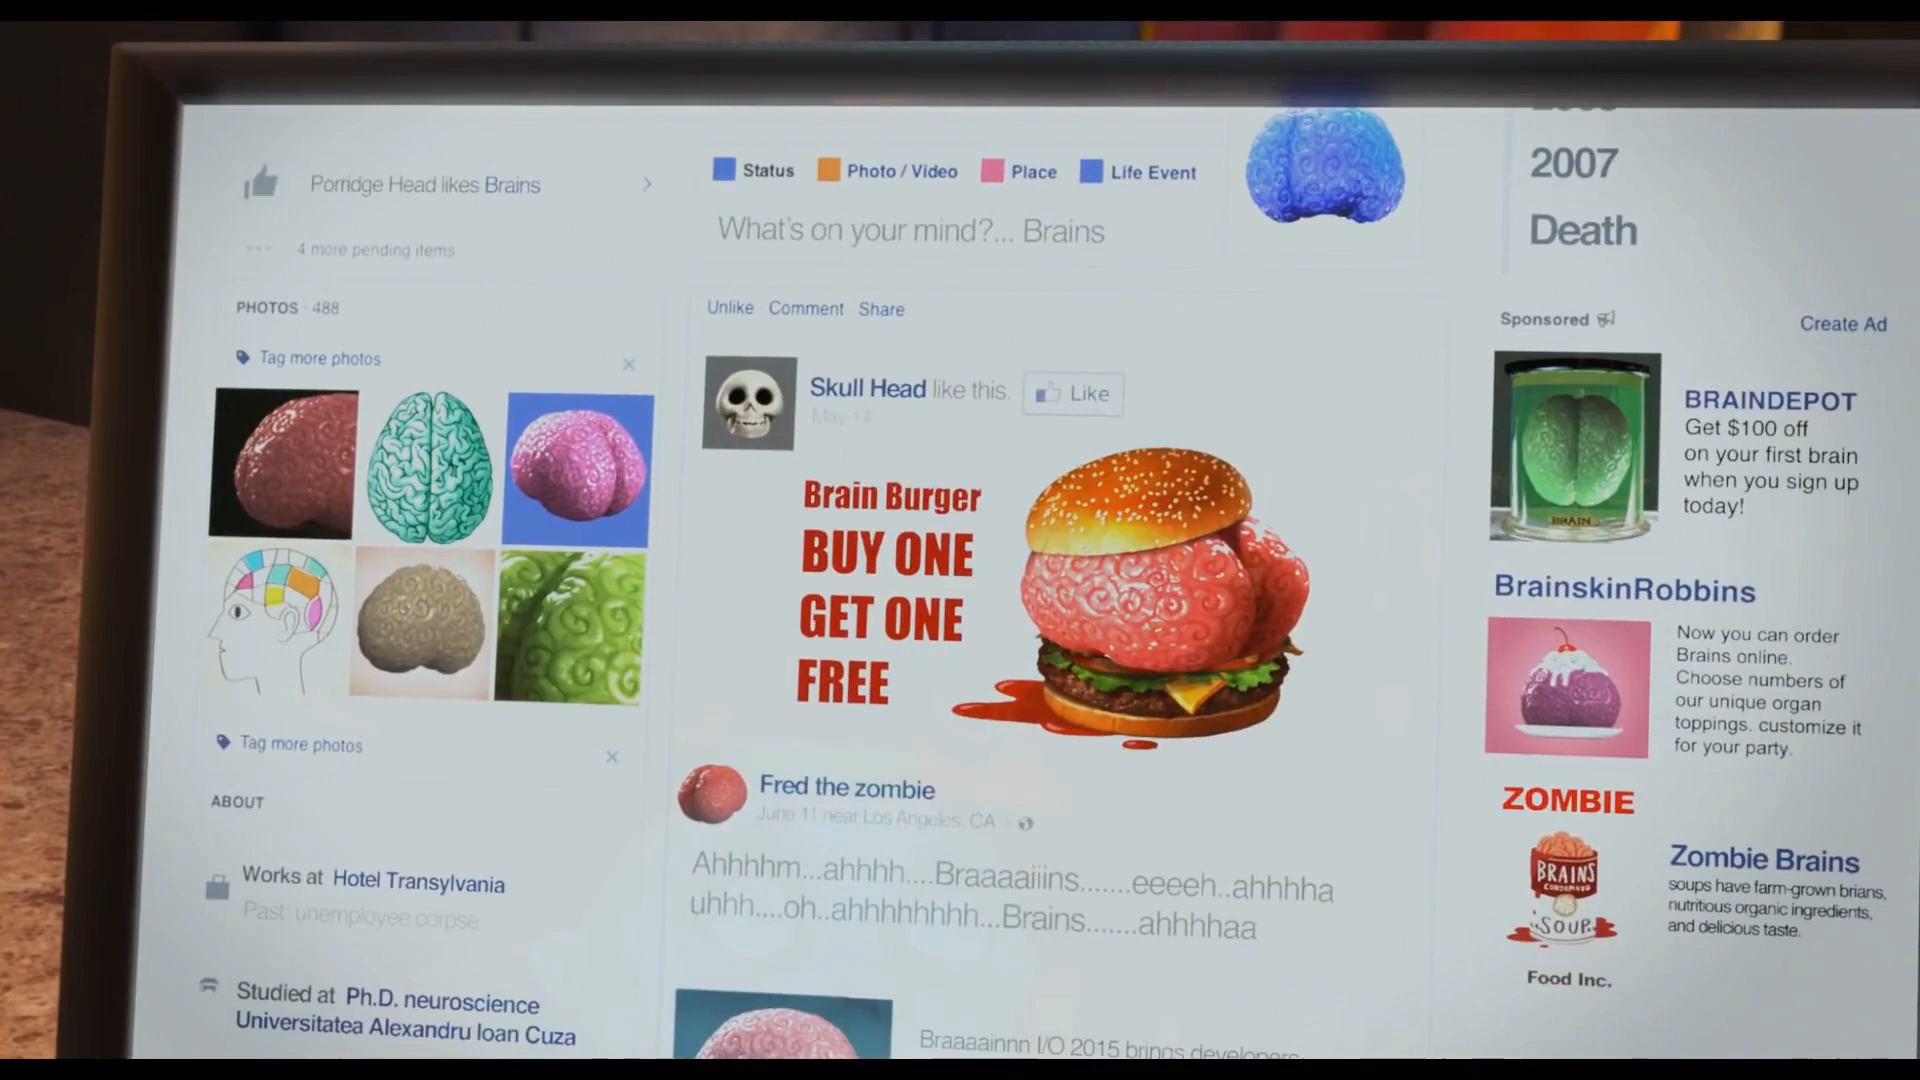 Porridge Head likes Brains
4 more pending items
PHOTOS · 488
Tag more photos
Tag more photos
ABOUT
Works at Hotel Transylvania
Past: unemployee corpse
Studied at Ph.D. neuroscience
Universitatea Alexandru Ioan Cuza
Status Photo / Video Place Life Event
What's on your mind?... Brains
Unlike Comment Share
Skull Head like this. Like
May 14
Brain Burger
BUY ONE
GET ONE
FREE
Fred the zombie
June 11 near Los Angeles, CA
Ahhhhm...ahhhh....Braaaaiiins.......eeeeh..ahhhha
uhhh....oh..ahhhhhhhh...Brains.......ahhhhaa
Braaaainnn I/O 2015 brings developers
2007
Death
Sponsored Create Ad
BRAINDEPOT
Get $100 off
on your first brain
when you sign up
today!
BRAIN
BrainskinRobbins
Now you can order
Brains online.
Choose numbers of
our unique organ
toppings. customize it
for your party.
ZOMBIE
BRAINS
CONDENSED
SOUP
Food Inc.
Zombie Brains
soups have farm-grown brians,
nutritious organic ingredients,
and delicious taste.